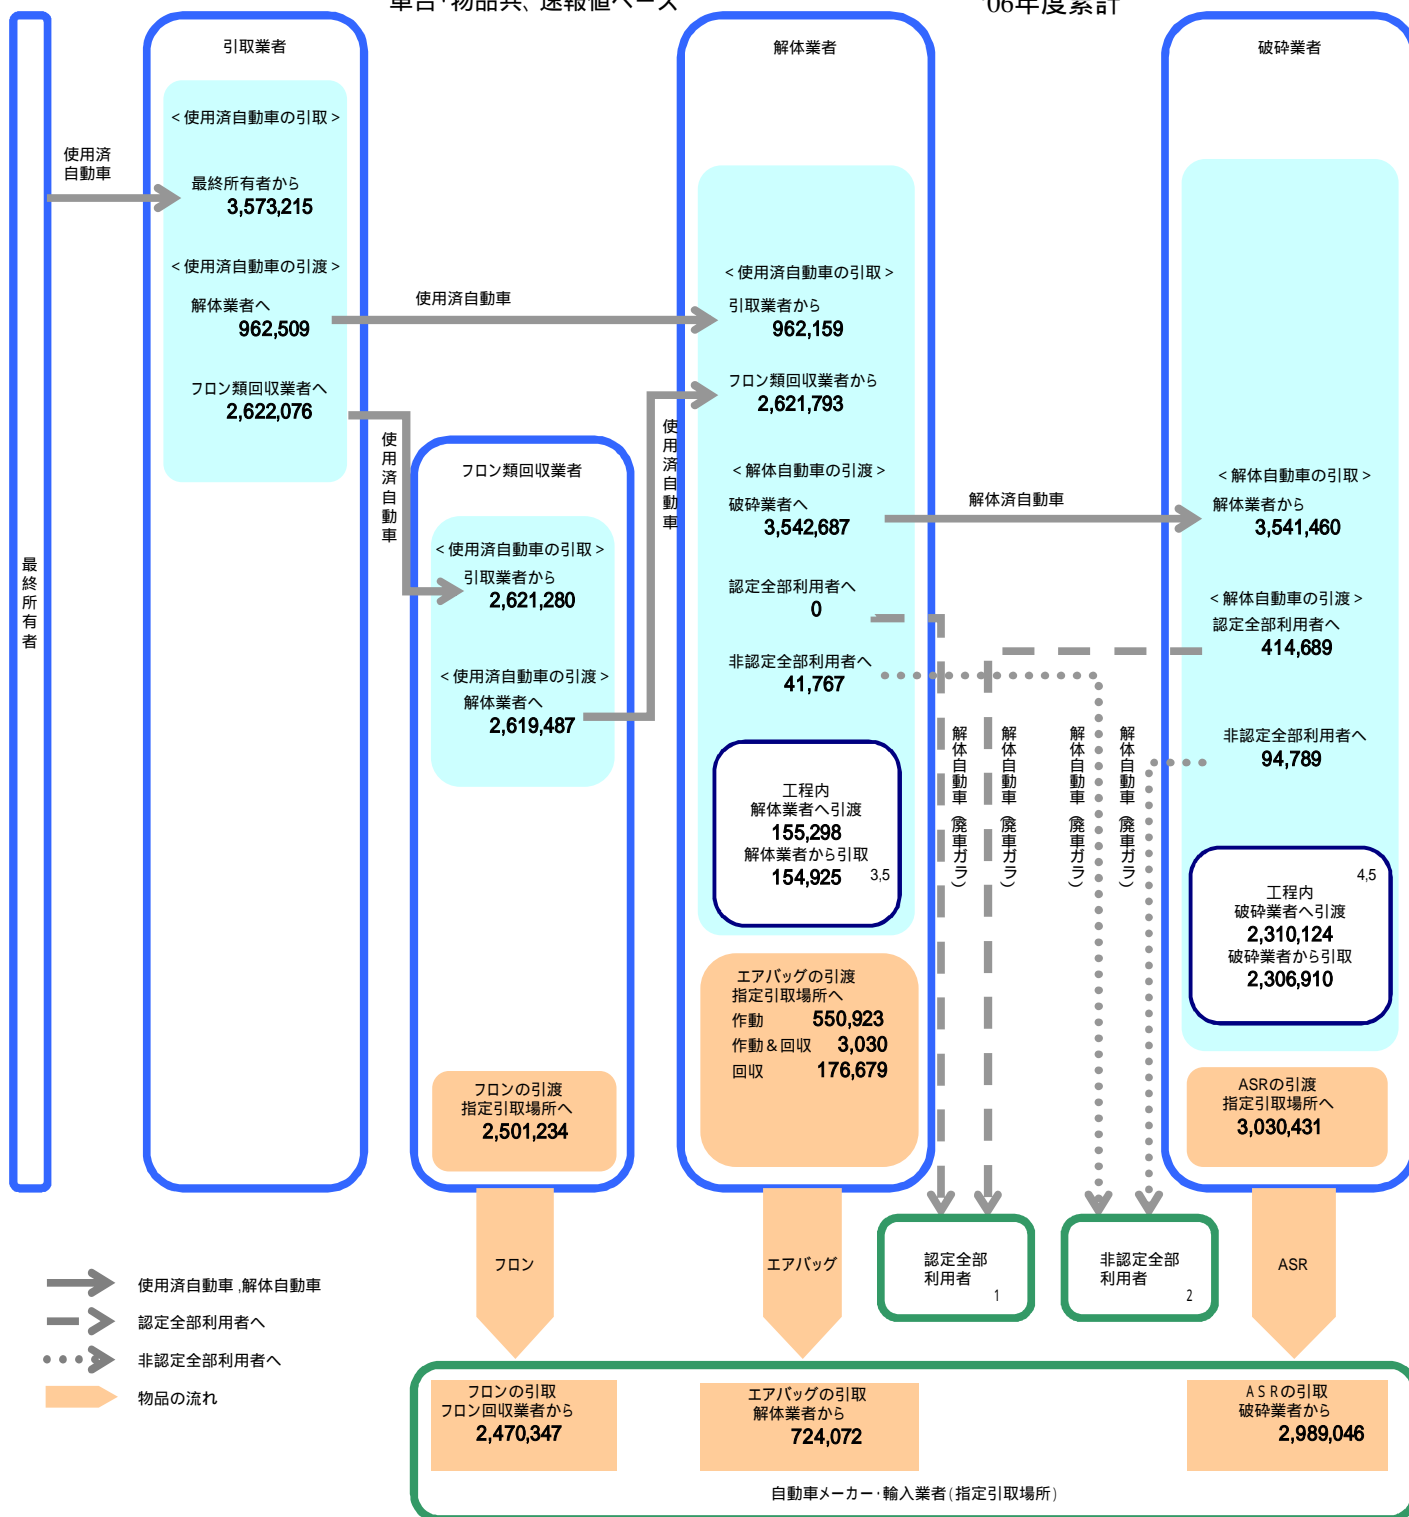 車台・物品共、速報値ベース
'06年度累計
引取業者
<使用済自動車の引取>
使用済
自動車
最終所有者から
3,573,215
<使用済自動車の引渡>
解体業者へ
962,509
フロン類回収業者へ
2,622,076
最終所有者
使用済自動車
使用済自動車
フロン類回収業者
<使用済自動車の引取>
引取業者から
2,621,280
<使用済自動車の引渡>
解体業者へ
2,619,487
フロンの引渡
指定引取場所へ
2,501,234
使用済自動車
解体業者
<使用済自動車の引取>
引取業者から
962,159
フロン類回収業者から
2,621,793
<解体自動車の引渡>
破砕業者へ
3,542,687
認定全部利用者へ
0
非認定全部利用者へ
41,767
工程内
解体業者へ引渡
155,298
解体業者から引取
154,925 3,5
エアバッグの引渡
指定引取場所へ
作動 550,923
作動&回収 3,030
回収 176,679
解体済自動車
解体自動車(廃車ガラ)
解体自動車(廃車ガラ)
解体自動車(廃車ガラ)
解体自動車(廃車ガラ)
破砕業者
<解体自動車の引取>
解体業者から
3,541,460
<解体自動車の引渡>
認定全部利用者へ
414,689
非認定全部利用者へ
94,789
4,5
工程内
破砕業者へ引渡
2,310,124
破砕業者から引取
2,306,910
ASRの引渡
指定引取場所へ
3,030,431
フロン
エアバッグ
認定全部
利用者
1
非認定全部
利用者
2
ASR
使用済自動車,解体自動車
認定全部利用者へ
非認定全部利用者へ
物品の流れ
フロンの引取
フロン回収業者から
2,470,347
エアバッグの引取
解体業者から
724,072
ASRの引取
破砕業者から
2,989,046
自動車メーカー・輸入業者(指定引取場所)